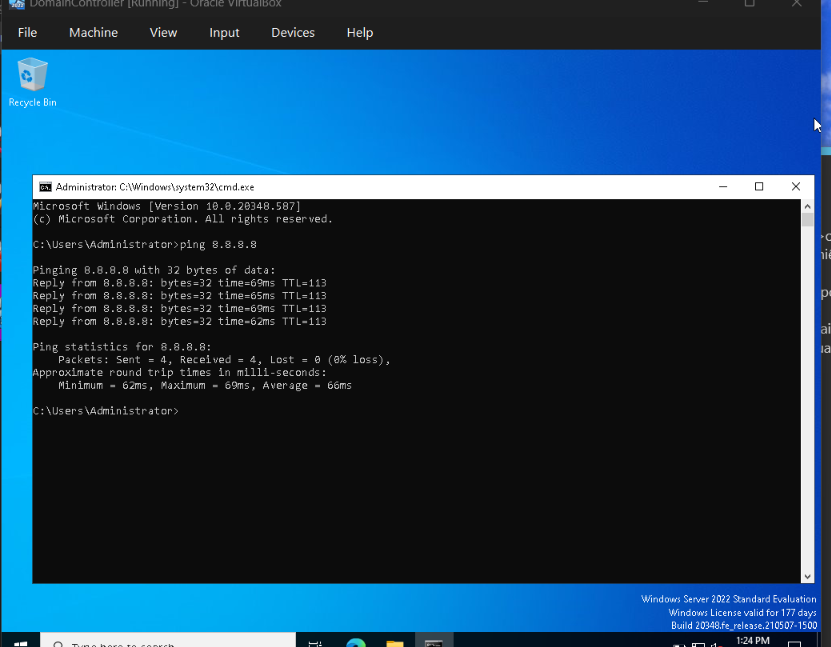 DomainController [Running] - Oracle VirtualBox
File Machine View Input Devices Help
Recycle Bin
Administrator: C:\Windows\system32\cmd.exe
Microsoft Windows [Version 10.0.20348.587]
(c) Microsoft Corporation. All rights reserved.
C:\Users\Administrator>ping 8.8.8.8
Pinging 8.8.8.8 with 32 bytes of data:
Reply from 8.8.8.8: bytes=32 time=69ms TTL=113
Reply from 8.8.8.8: bytes=32 time=65ms TTL=113
Reply from 8.8.8.8: bytes=32 time=69ms TTL=113
Reply from 8.8.8.8: bytes=32 time=62ms TTL=113
Ping statistics for 8.8.8.8:
Packets: Sent = 4, Received = 4, Lost = 0 (0% loss),
Approximate round trip times in milli-seconds:
Minimum = 62ms, Maximum = 69ms, Average = 66ms
C:\Users\Administrator>
Windows Server 2022 Standard Evaluation
Windows License valid for 177 days
Build 20348.fe_release.210507-1500
Type here to search
1:24 PM